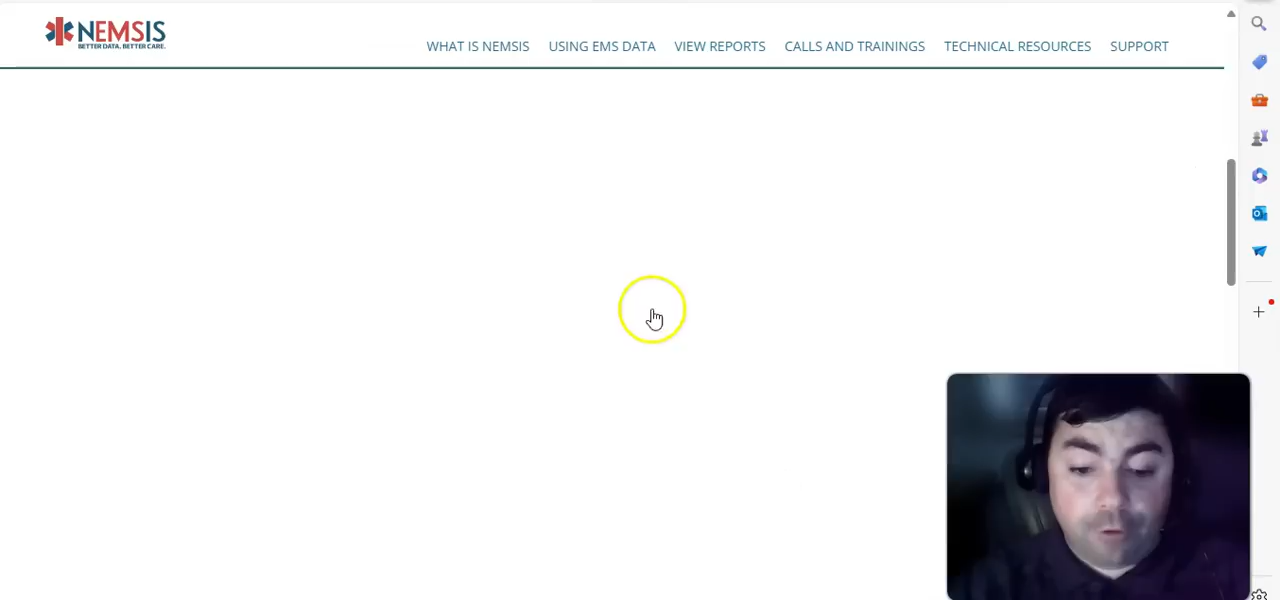 NEMSIS
BETTER DATA. BETTER CARE.
WHAT IS NEMSIS USING EMS DATA VIEW REPORTS CALLS AND TRAININGS TECHNICAL RESOURCES SUPPORT